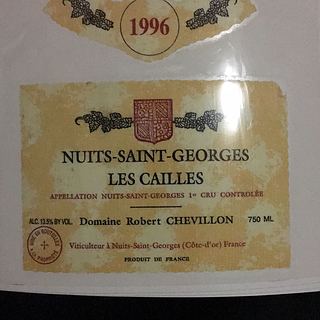 1996
NUITS-SAINT-GEORGES
LES CAILLES
APPELLATION NUITS-SAINT-GEORGES 1er CRU CONTROLÉE
ALC. 13.5% BY VOL. Domaine Robert CHEVILLON 750 ML
Viticulteur à Nuits-Saint-Georges (Côte-d'or) France
PRODUIT DE FRANCE